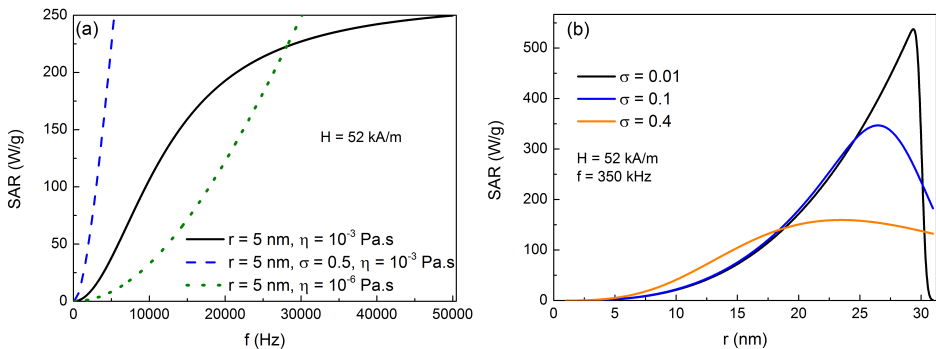 (a)
SAR (W/g)
250
200
150
100
50
0
H = 52 kA/m
r = 5 nm, η = 10⁻³ Pa.s
r = 5 nm, σ = 0.5, η = 10⁻³ Pa.s
r = 5 nm, η = 10⁻⁶ Pa.s
0 10000 20000 30000 40000 50000
f (Hz)
(b)
SAR (W/g)
500
400
300
200
100
0
σ = 0.01
σ = 0.1
σ = 0.4
H = 52 kA/m
f = 350 kHz
0 5 10 15 20 25 30
r (nm)